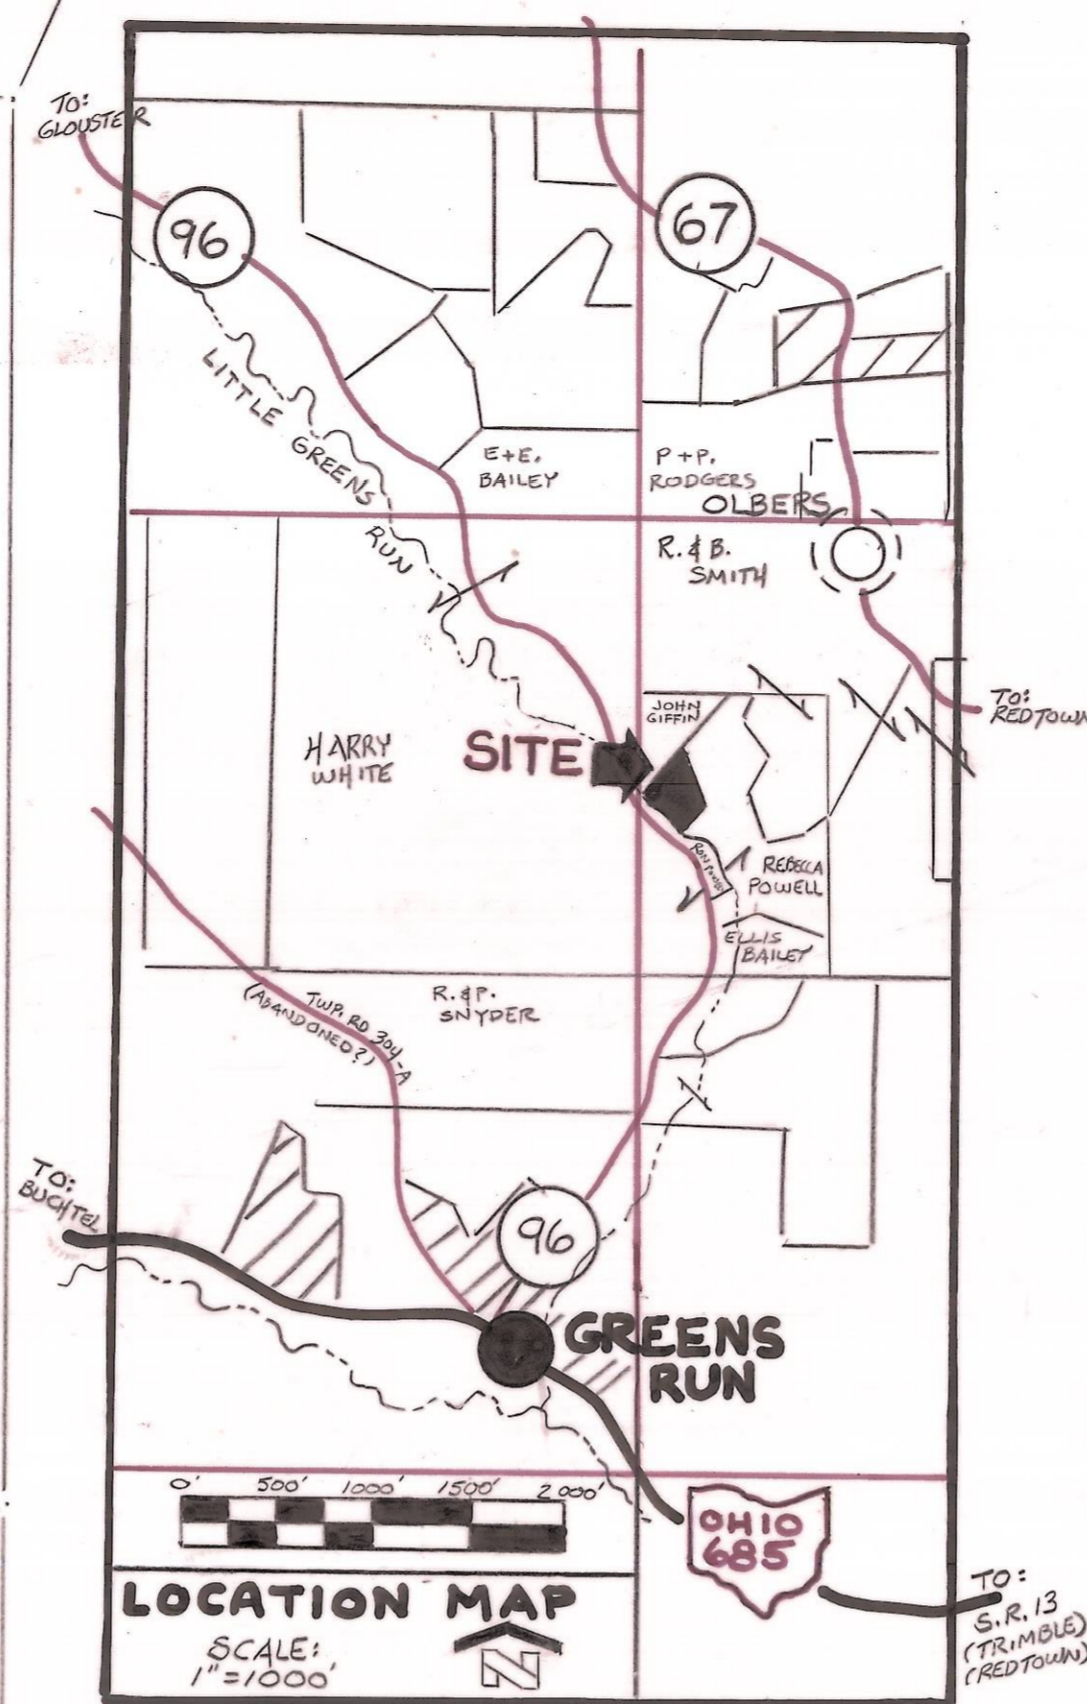 TO:
GLOUSTER
96
67
LITTLE GREENS RUN
E+E.
BAILEY
P+P.
RODGERS
OLBERS
R. & B.
SMITH
TO:
REDTOWN
JOHN
GIFFIN
HARRY
WHITE
SITE
REBECCA
POWELL
ELLIS
BAILEY
R. & P.
SNYDER
TWP. RD 304-A
(ABANDONED?)
TO:
BUCHTEL
96
GREENS
RUN
0' 500' 1000' 1500' 2000'
OHIO
685
LOCATION MAP
SCALE:
1"=1000'
N
TO:
S.R. 13
(TRIMBLE)
(REDTOWN)